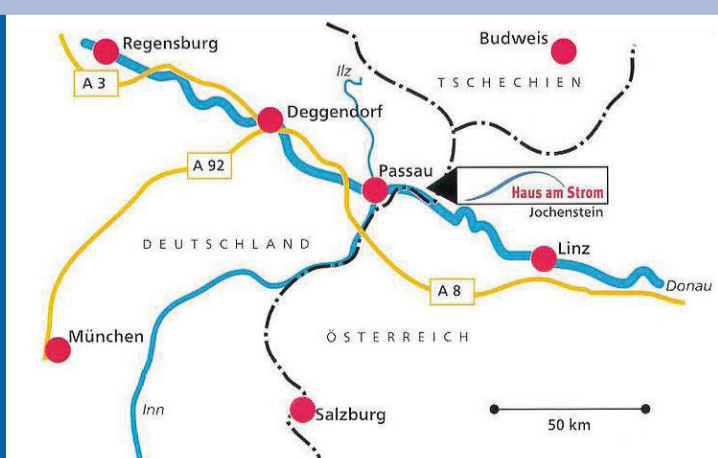 Regensburg
Budweis
A 3
Ilz
TSCHECHIEN
Deggendorf
A 92
Passau
Haus am Strom
Jochenstein
DEUTSCHLAND
Linz
A 8
Donau
München
ÖSTERREICH
Inn
Salzburg
50 km